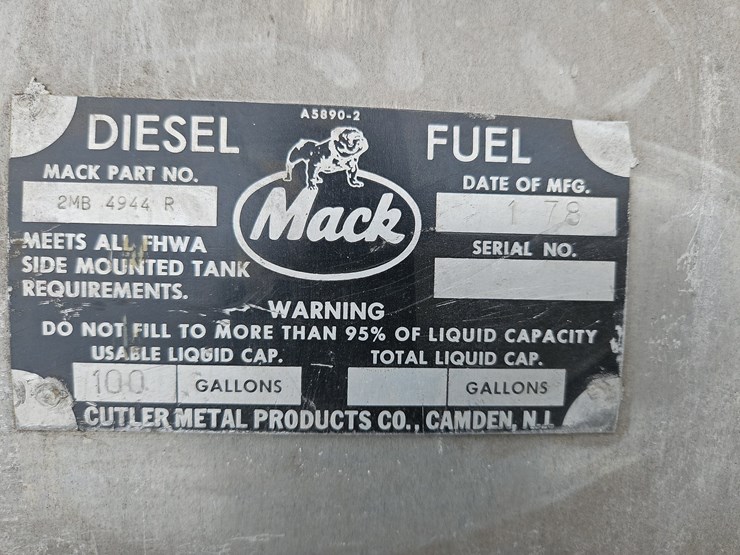 A5890-2
DIESEL FUEL
Mack
MACK PART NO.
2MB 4944 R
DATE OF MFG.
1 78
MEETS ALL FHWA
SIDE MOUNTED TANK
REQUIREMENTS.
SERIAL NO.
WARNING
DO NOT FILL TO MORE THAN 95% OF LIQUID CAPACITY
USABLE LIQUID CAP. TOTAL LIQUID CAP.
100 GALLONS GALLONS
CUTLER METAL PRODUCTS CO., CAMDEN, N.J.